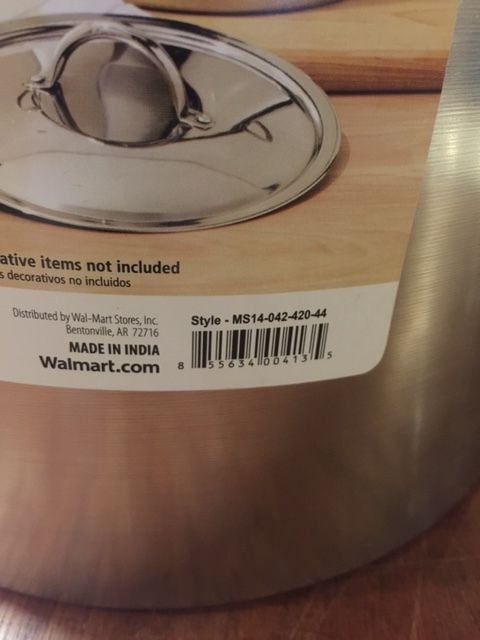 ative items not included
s decorativos no incluidos
Distributed by Wal-Mart Stores, Inc.
Bentonville, AR 72716
MADE IN INDIA
Walmart.com
Style - MS14-042-420-44
8 55634 00413 5